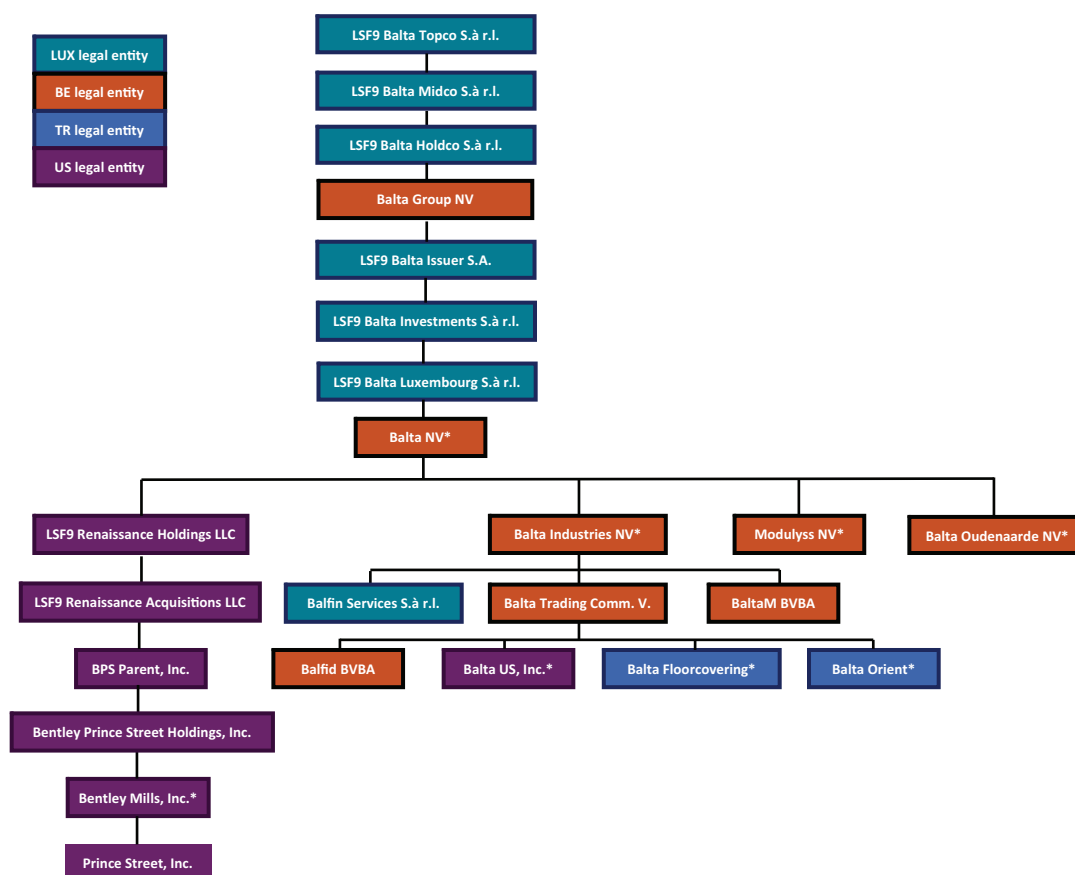 LUX legal entity
BE legal entity
TR legal entity
US legal entity
LSF9 Balta Topco S.à r.l.
LSF9 Balta Midco S.à r.l.
LSF9 Balta Holdco S.à r.l.
Balta Group NV
LSF9 Balta Issuer S.A.
LSF9 Balta Investments S.à r.l.
LSF9 Balta Luxembourg S.à r.l.
Balta NV*
LSF9 Renaissance Holdings LLC
Balta Industries NV*
Modulyss NV*
Balta Oudenaarde NV*
LSF9 Renaissance Acquisitions LLC
Balfin Services S.à r.l.
Balta Trading Comm. V.
BaltaM BVBA
BPS Parent, Inc.
Balfid BVBA
Balta US, Inc.*
Balta Floorcovering*
Balta Orient*
Bentley Prince Street Holdings, Inc.
Bentley Mills, Inc.*
Prince Street, Inc.